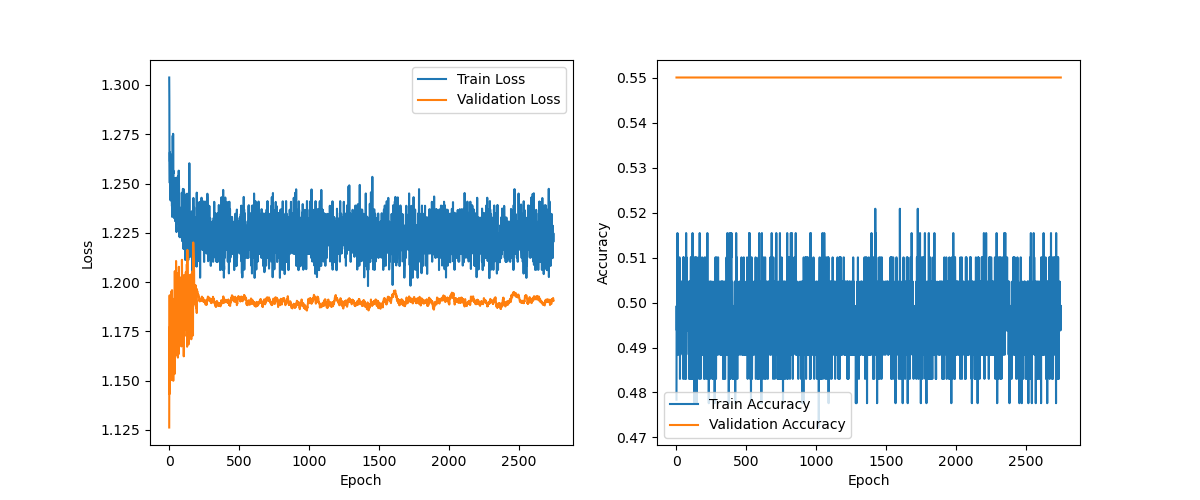 1.300
1.275
1.250
1.225
1.200
1.175
1.150
1.125
Loss
0 500 1000 1500 2000 2500
Epoch
Train Loss
Validation Loss
0.55
0.54
0.53
0.52
0.51
0.50
0.49
0.48
0.47
Accuracy
0 500 1000 1500 2000 2500
Epoch
Train Accuracy
Validation Accuracy